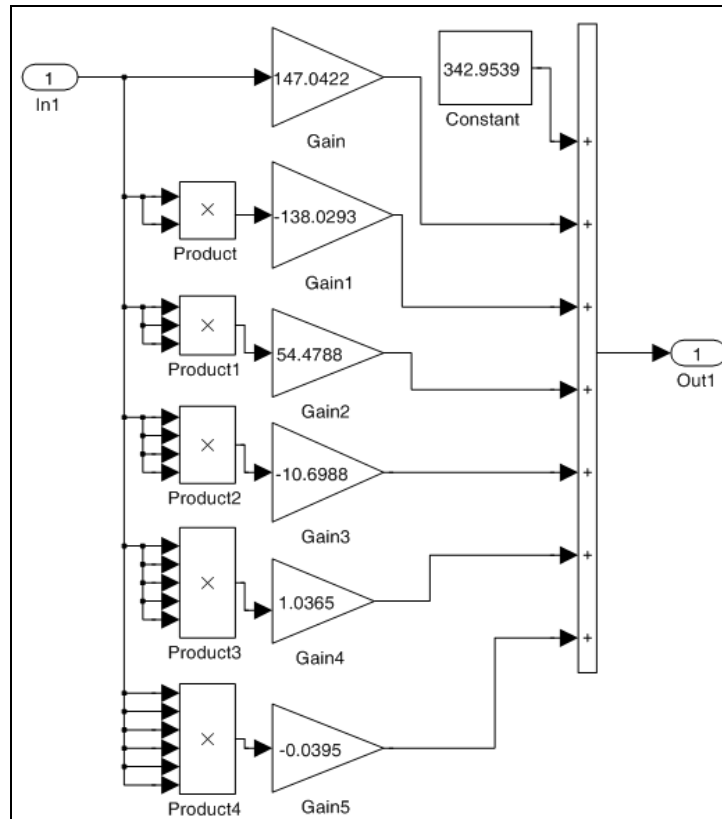 1
In1
147.0422
Gain
342.9539
Constant
+
×
Product
-138.0293
Gain1
+
+
×
Product1
54.4788
Gain2
+
1
Out1
×
Product2
-10.6988
Gain3
+
×
Product3
1.0365
Gain4
+
×
Product4
-0.0395
Gain5
+